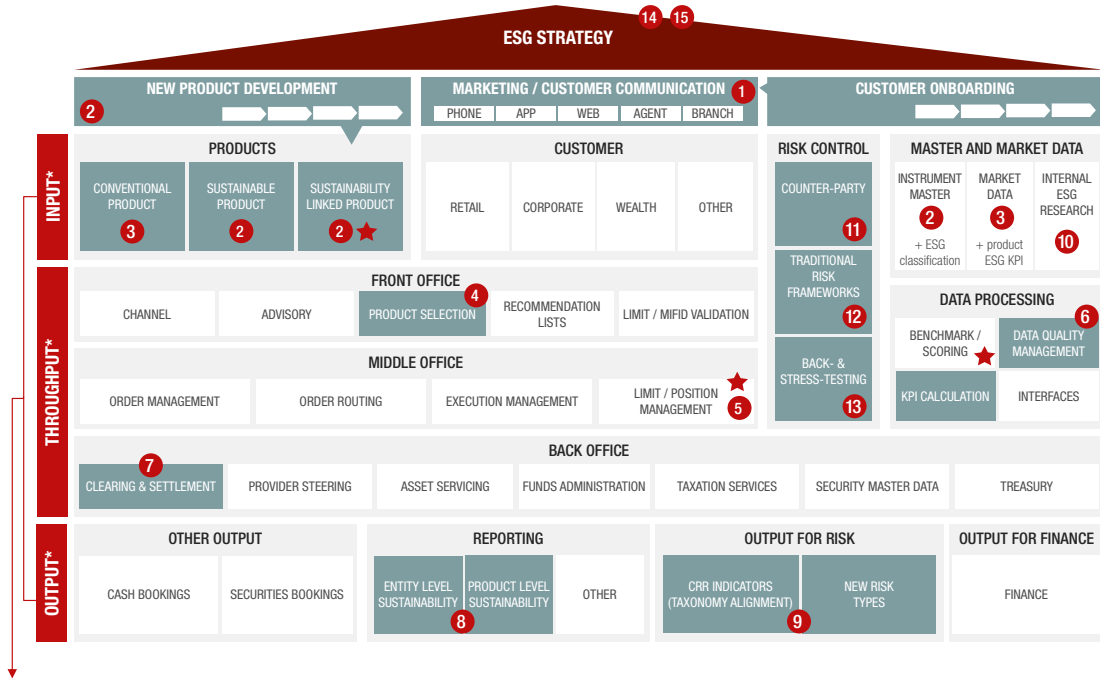 14 15
ESG STRATEGY
NEW PRODUCT DEVELOPMENT
2
MARKETING / CUSTOMER COMMUNICATION 1
PHONE APP WEB AGENT BRANCH
CUSTOMER ONBOARDING
INPUT*
PRODUCTS
CONVENTIONAL
PRODUCT
3
SUSTAINABLE
PRODUCT
2
SUSTAINABILITY
LINKED PRODUCT
2
CUSTOMER
RETAIL CORPORATE WEALTH OTHER
RISK CONTROL
COUNTER-PARTY
11
TRADITIONAL
RISK
FRAMEWORKS
12
BACK- &
STRESS-TESTING
13
MASTER AND MARKET DATA
INSTRUMENT
MASTER
2
+ ESG
classification
MARKET
DATA
3
+ product
ESG KPI
INTERNAL
ESG
RESEARCH
10
DATA PROCESSING
BENCHMARK /
SCORING
6
DATA QUALITY
MANAGEMENT
KPI CALCULATION
INTERFACES
THROUGHPUT*
FRONT OFFICE
CHANNEL
ADVISORY
4
PRODUCT SELECTION
RECOMMENDATION
LISTS
LIMIT / MIFID VALIDATION
MIDDLE OFFICE
ORDER MANAGEMENT
ORDER ROUTING
EXECUTION MANAGEMENT
LIMIT / POSITION
MANAGEMENT
5
BACK OFFICE
7
CLEARING & SETTLEMENT
PROVIDER STEERING
ASSET SERVICING
FUNDS ADMINISTRATION
TAXATION SERVICES
SECURITY MASTER DATA
TREASURY
OUTPUT*
OTHER OUTPUT
CASH BOOKINGS
SECURITIES BOOKINGS
REPORTING
ENTITY LEVEL
SUSTAINABILITY
PRODUCT LEVEL
SUSTAINABILITY
8
OTHER
OUTPUT FOR RISK
CRR INDICATORS
(TAXONOMY ALIGNMENT)
NEW RISK
TYPES
9
OUTPUT FOR FINANCE
FINANCE